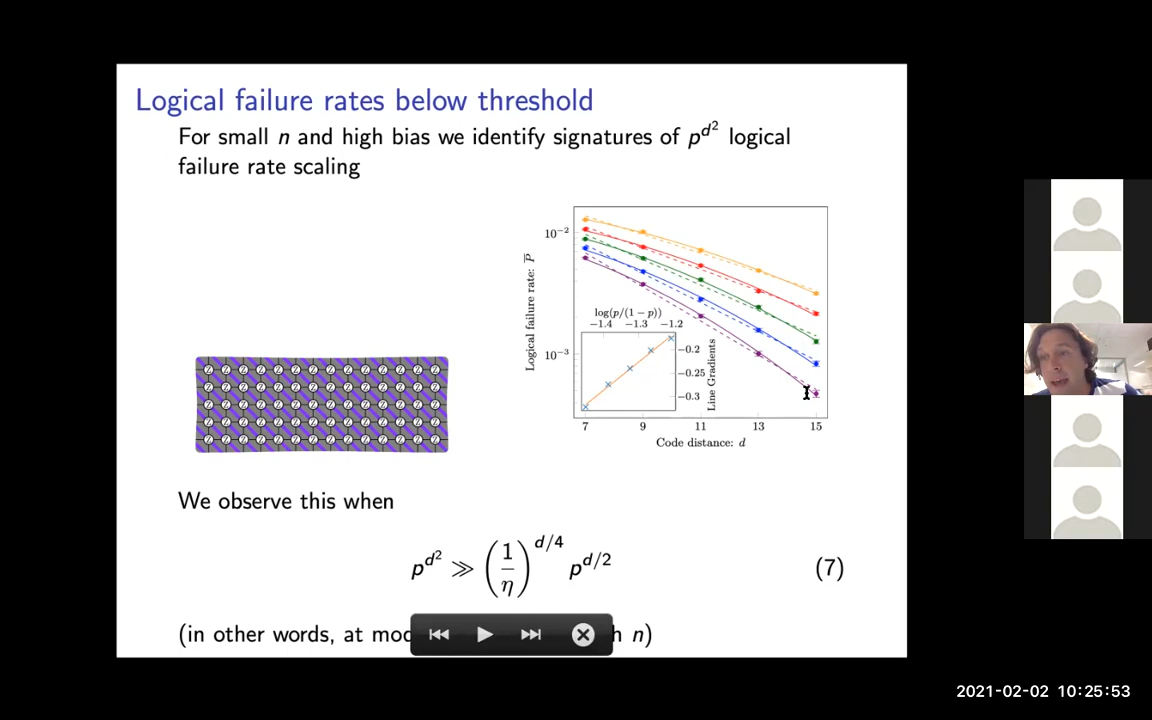 Logical failure rates below threshold
For small n and high bias we identify signatures of p^{d^2} logical
failure rate scaling
10^{-2}
10^{-3}
Logical failure rate: P̅
log(p/(1 − p))
−1.4 −1.3 −1.2
−0.2
−0.25
−0.3
Line Gradients
7 9 11 13 15
Code distance: d
We observe this when
p^{d^2} ≫ (1/η)^{d/4} p^{d/2} (7)
(in other words, at h n)
2021-02-02 10:25:53